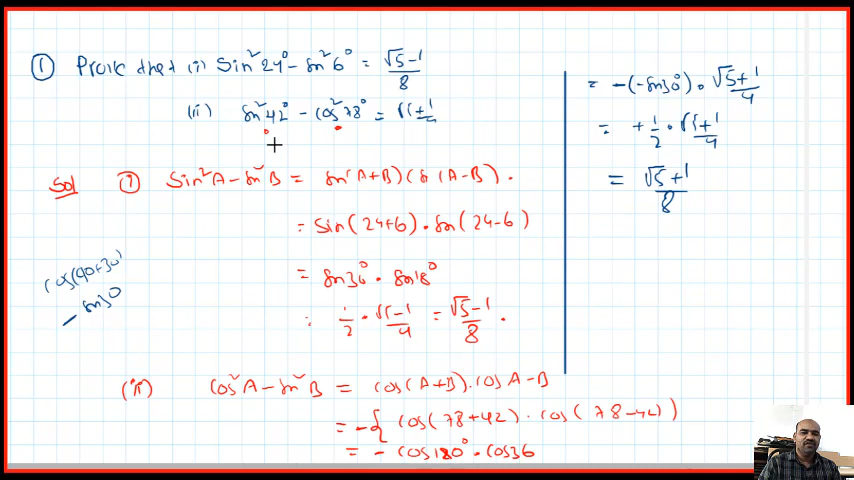 ① Prove that (i) Sin²24° - sin²6° = √5-1/8
(ii) sin²42° - cos²78° = √5+1/4
Sol ① Sin²A - sin²B = sin(A+B)(sin(A-B).
= sin(24+6). sin(24-6)
= sin30°. sin18°
: 1/2 . √5-1/4 = √5-1/8 .
cos(90+30)
- sin30
(ii) cos²A - sin²B = cos(A+B). cosA-B
= -{ cos(78+42). cos(78-42)
= - cos120°. cos36
= -(-sin30°) . √5+1/4
= +1/2 . √5+1/4
= √5+1/8